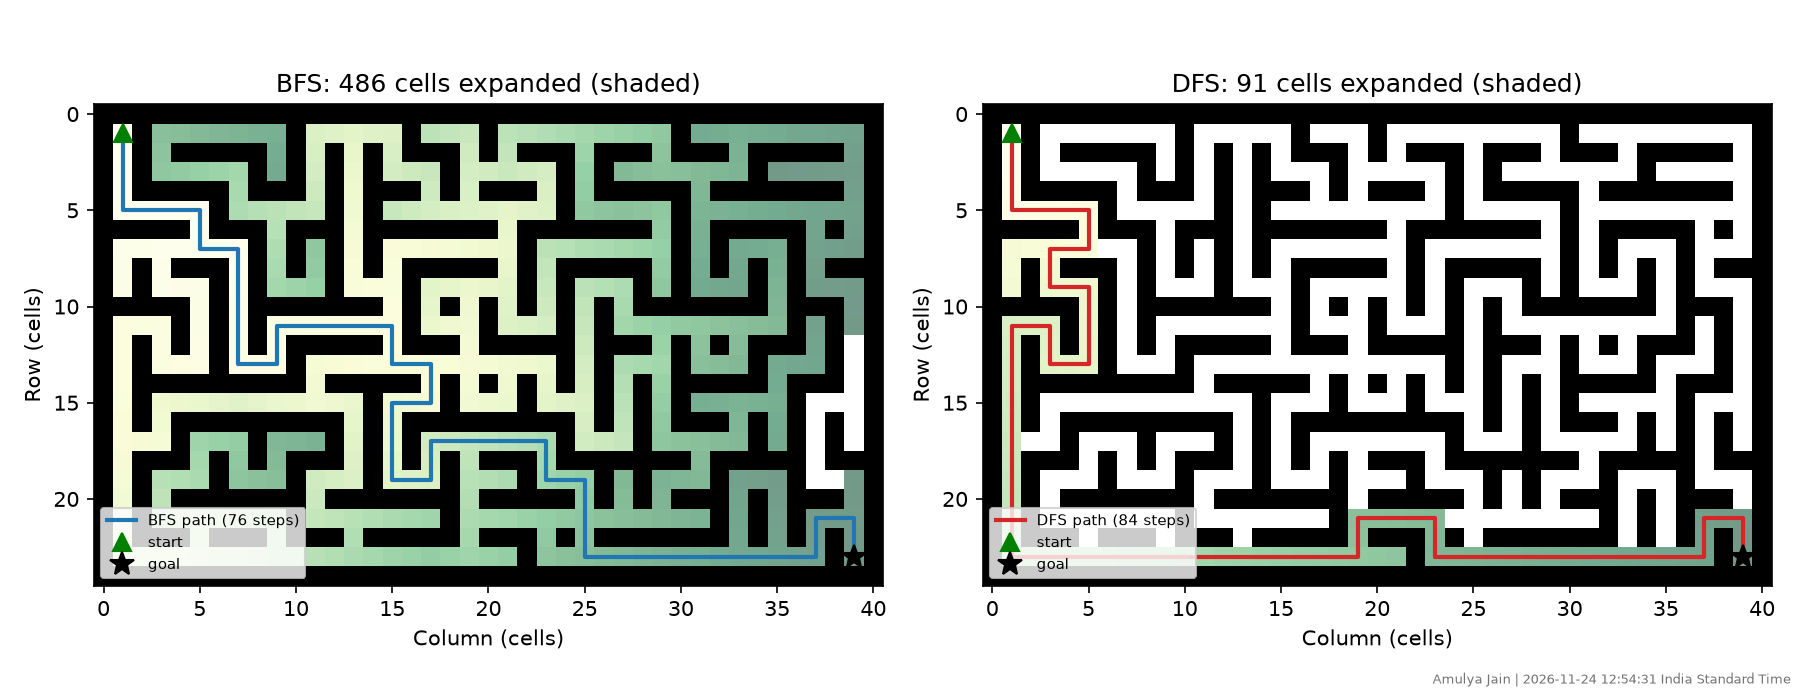 BFS: 486 cells expanded (shaded)
0
5
10
15
20
Row (cells)
BFS path (76 steps)
start
goal
0 5 10 15 20 25 30 35 40
Column (cells)
DFS: 91 cells expanded (shaded)
0
5
10
15
20
Row (cells)
DFS path (84 steps)
start
goal
0 5 10 15 20 25 30 35 40
Column (cells)
Amulya Jain | 2026-11-24 12:54:31 India Standard Time